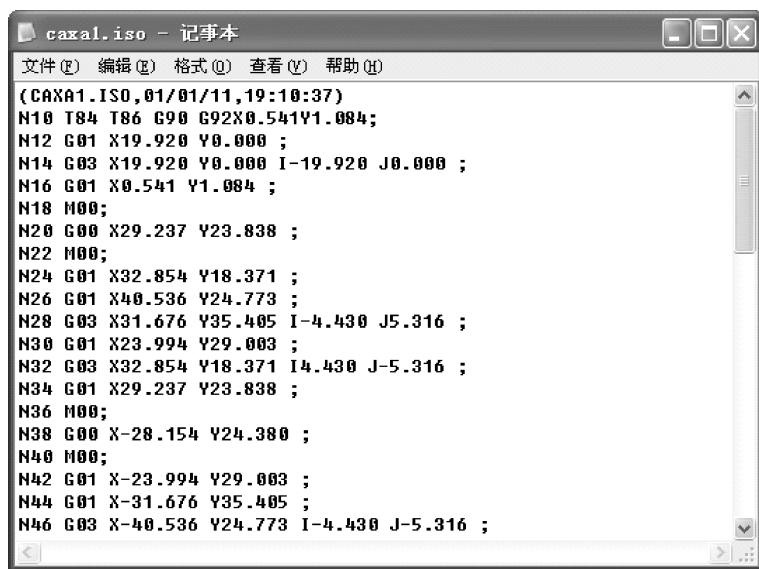 caxa1.iso - 记事本
文件(F) 编辑(E) 格式(O) 查看(V) 帮助(H)
(CAXA1.ISO,01/01/11,19:10:37)
N10 T84 T86 G90 G92X0.541Y1.084;
N12 G01 X19.920 Y0.000 ;
N14 G03 X19.920 Y0.000 I-19.920 J0.000 ;
N16 G01 X0.541 Y1.084 ;
N18 M00;
N20 G00 X29.237 Y23.838 ;
N22 M00;
N24 G01 X32.854 Y18.371 ;
N26 G01 X40.536 Y24.773 ;
N28 G03 X31.676 Y35.405 I-4.430 J5.316 ;
N30 G01 X23.994 Y29.003 ;
N32 G03 X32.854 Y18.371 I4.430 J-5.316 ;
N34 G01 X29.237 Y23.838 ;
N36 M00;
N38 G00 X-28.154 Y24.380 ;
N40 M00;
N42 G01 X-23.994 Y29.003 ;
N44 G01 X-31.676 Y35.405 ;
N46 G03 X-40.536 Y24.773 I-4.430 J-5.316 ;